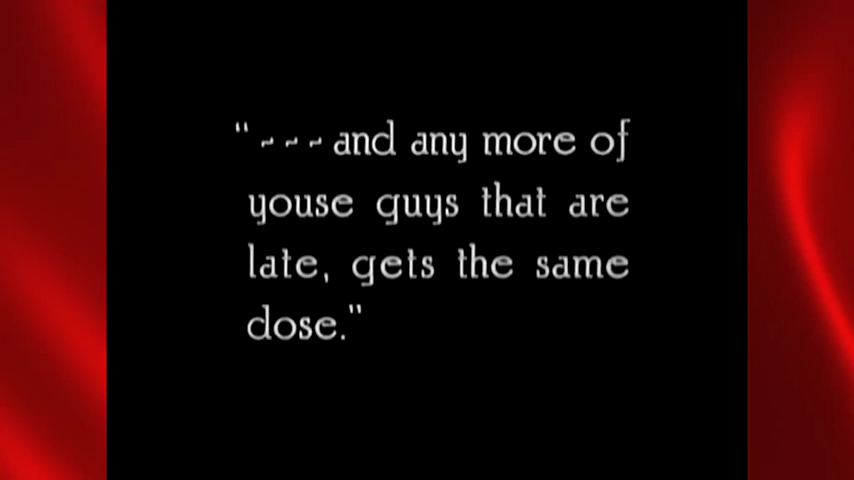 "- - - and any more of
youse guys that are
late, gets the same
dose."